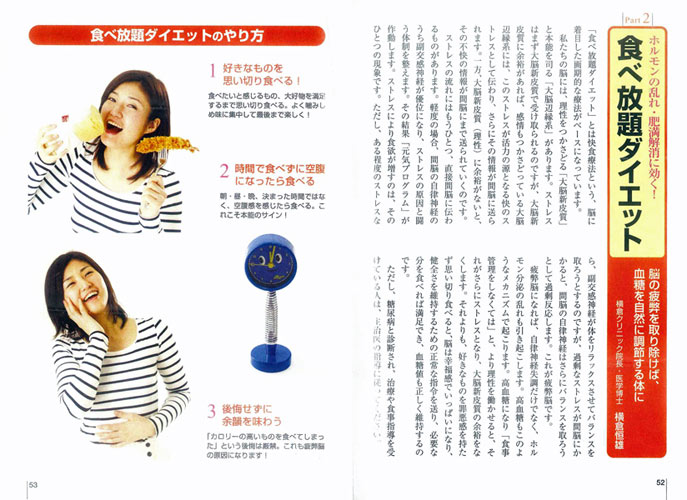 Part 2
ホルモンの乱れ・肥満解消に効く!
食べ放題ダイエット
脳の疲弊を取り除けば、
血糖を自然に調節する体に
横倉クリニック院長・医学博士 横倉恒雄
「食べ放題ダイエット」とは快食療法という、脳に
着目した画期的な療法がベースになっています。
私たちの脳には、理性をつかさどる「大脳新皮質」
と本能を司る「大脳辺縁系」があります。ストレス
はまず大脳新皮質で受け取られるのですが、大脳新
皮質に余裕があれば、感情もつかさどっている大脳
辺縁系には、このストレスが活力の源となる快のス
トレスとして伝わり、さらにその情報が間脳に送ら
れます。一方、大脳新皮質(理性)に余裕がないと、
その不快の情報が間脳にまで送られていくのです。
ストレスの流れにはもうひとつ、直接間脳に伝わ
るものがあります。軽度の場合、間脳の自律神経の
うち副交感神経が優位になり、ストレスの原因と闘
う体制を整えます。その結果「元気プログラム」が
作動します。ストレスにより食欲が増すのは、その
ひとつの現象です。ただし、ある程度のストレスな
ら、副交感神経が体をリラックスさせてバランスを
取ろうとするのですが、過剰なストレスが間脳にか
かると、間脳の自律神経はさらにバランスを取ろう
として過剰反応します。これが疲弊脳です。
疲弊脳になれば、自律神経失調だけでなく、ホル
モン分泌の乱れも引き起こします。高血糖もこのよ
うなメカニズムで起こります。高血糖になり「食事
管理をしなくては」と、より理性を働かせると、そ
れがさらにストレスとなり、大脳新皮質の余裕をな
くします。それよりも、好きなものを罪悪感を持た
ず思い切り食べると、脳は幸福感でいっぱいになり、
健全さを維持するための正常な指令を送り、必要な
分を食べれば満足でき、血糖値も正しく維持するの
です。
ただし、糖尿病と診断され、治療や食事指導を受
けている人は、主治医の指導に従ってください。
52
食べ放題ダイエットのやり方
1 好きなものを
思い切り食べる!
食べたいと感じるもの、大好物を満足
するまで思い切り食べる。よく噛みし
め味に集中して最後まで楽しく!
2 時間で食べずに空腹
になったら食べる
朝・昼・晩、決まった時間ではな
く、空腹感を感じたら食べる。こ
れこそ本能のサイン!
3 後悔せずに
余韻を味わう
「カロリーの高いものを食べてしまっ
た」という後悔は厳禁。これも疲弊脳
の原因になります!
53